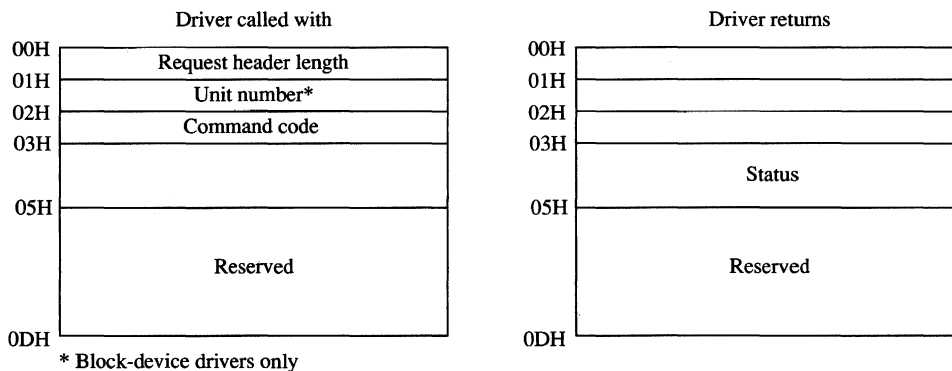 Driver called with
00H
Request header length
01H
Unit number*
02H
Command code
03H
05H
Reserved
0DH
* Block-device drivers only
Driver returns
00H
01H
02H
03H
Status
05H
Reserved
0DH